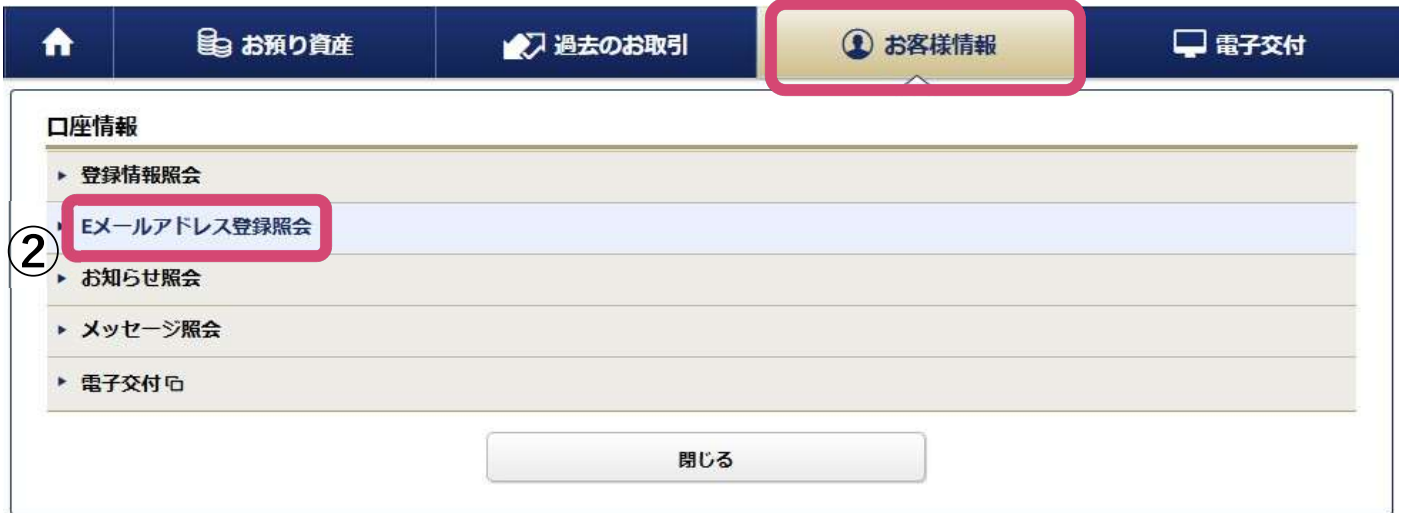 お預り資産 過去のお取引 お客様情報 電子交付
口座情報
登録情報照会
Eメールアドレス登録照会
②
お知らせ照会
メッセージ照会
電子交付
閉じる